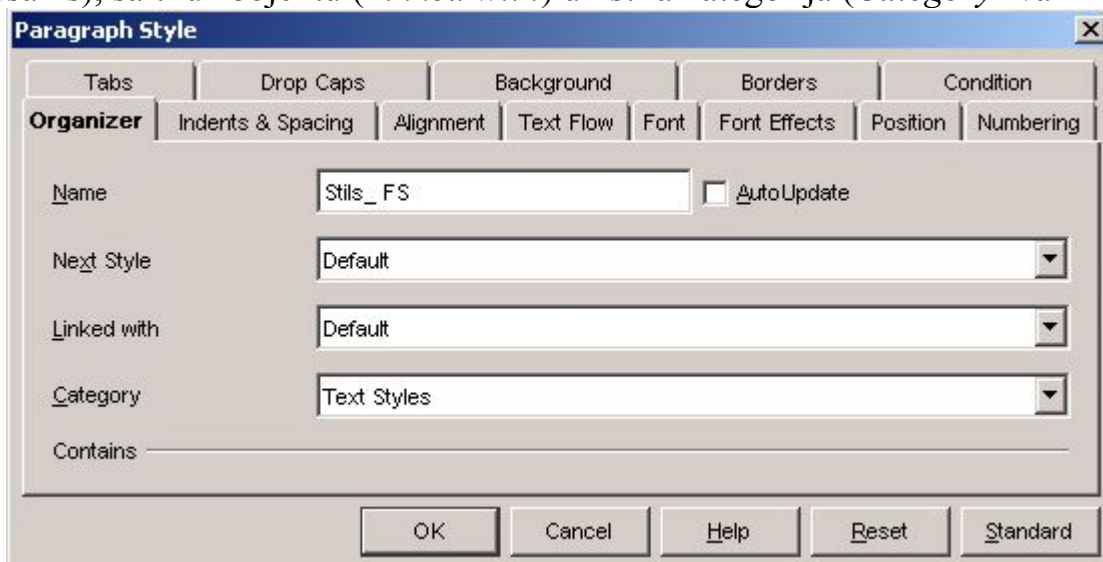 Paragraph Style
Tabs Drop Caps Background Borders Condition
Organizer Indents & Spacing Alignment Text Flow Font Font Effects Position Numbering
Name Stils_ FS AutoUpdate
Next Style Default
Linked with Default
Category Text Styles
Contains
OK Cancel Help Reset Standard